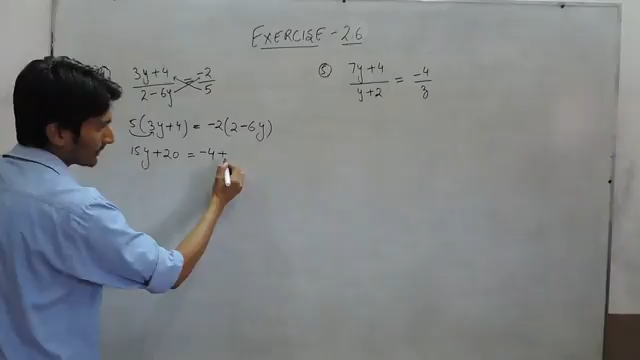 EXERCISE - 2.6
(3y+4)/(2-6y) = -2/5
5(3y+4) = -2(2-6y)
15y+20 = -4+
⑤ (7y+4)/(y+2) = -4/3